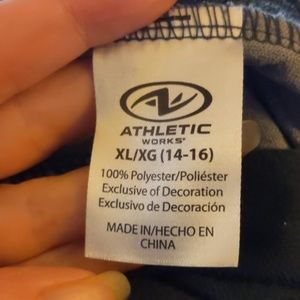 ATHLETIC
WORKS®
XL/XG (14-16)
100% Polyester/Poliéster
Exclusive of Decoration
Exclusivo de Decoración
MADE IN/HECHO EN
CHINA